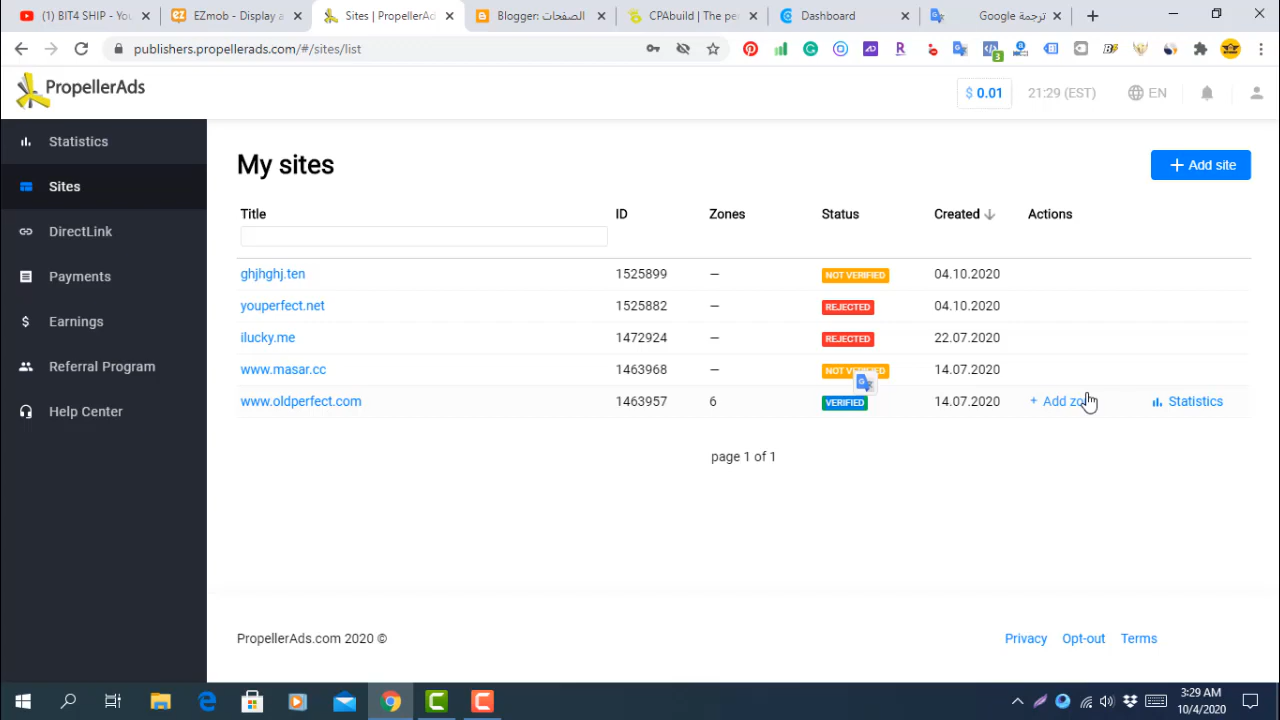 (1) BIT4 SHIP - You
EZmob - Display a
Sites | PropellerAds
Blogger: الصفحات
CPAbuild | The pe
Dashboard
ترجمة Google
publishers.propellerads.com/#/sites/list
3
PropellerAds
$ 0.01
21:29 (EST)
EN
Statistics
Sites
DirectLink
Payments
Earnings
Referral Program
Help Center
My sites
+ Add site
Title ID Zones Status Created Actions
ghjhghj.ten 1525899 — NOT VERIFIED 04.10.2020
youperfect.net 1525882 — REJECTED 04.10.2020
ilucky.me 1472924 — REJECTED 22.07.2020
www.masar.cc 1463968 — NOT VERIFIED 14.07.2020
www.oldperfect.com 1463957 6 VERIFIED 14.07.2020 + Add Statistics
page 1 of 1
PropellerAds.com 2020 ©
Privacy Opt-out Terms
3:29 AM
10/4/2020